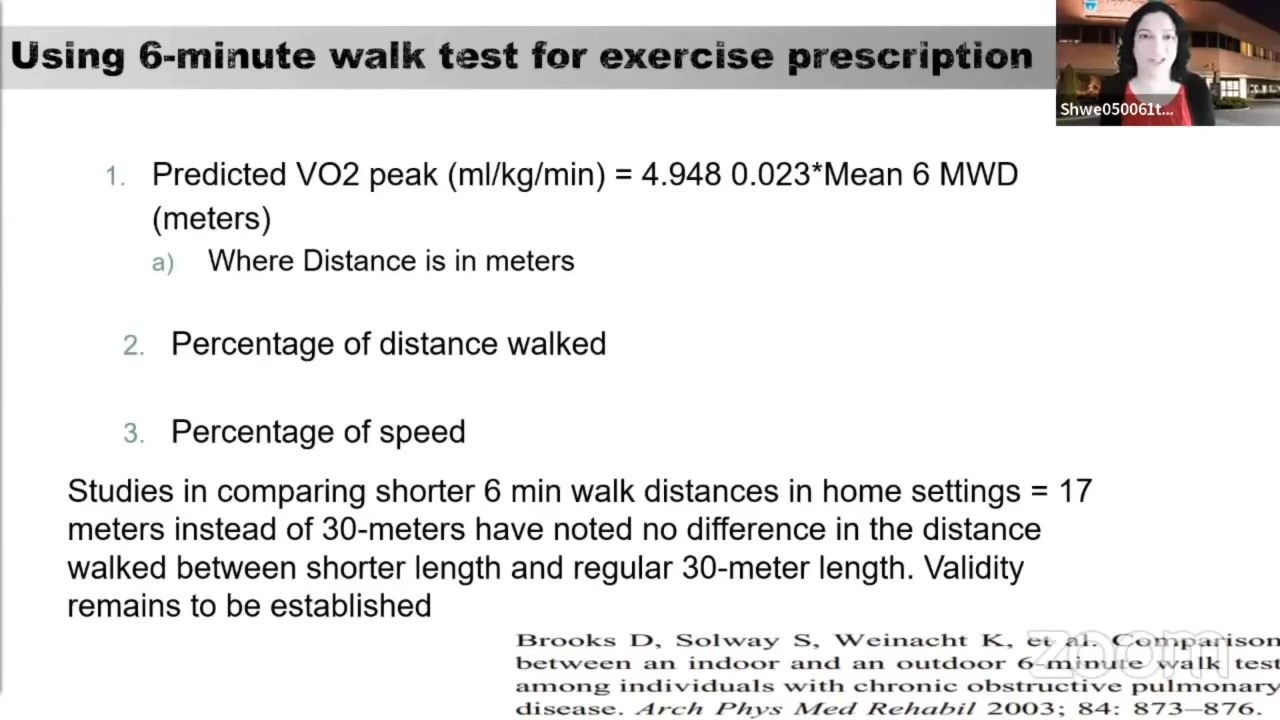 Using 6-minute walk test for exercise prescription
Shwe050061t...
1. Predicted VO2 peak (ml/kg/min) = 4.948 0.023*Mean 6 MWD
(meters)
a) Where Distance is in meters
2. Percentage of distance walked
3. Percentage of speed
Studies in comparing shorter 6 min walk distances in home settings = 17
meters instead of 30-meters have noted no difference in the distance
walked between shorter length and regular 30-meter length. Validity
remains to be established
Brooks D, Solway S, Weinacht K, et al. Comparison
between an indoor and an outdoor 6-minute walk test
among individuals with chronic obstructive pulmonary
disease. Arch Phys Med Rehabil 2003; 84: 873–876.
zoom